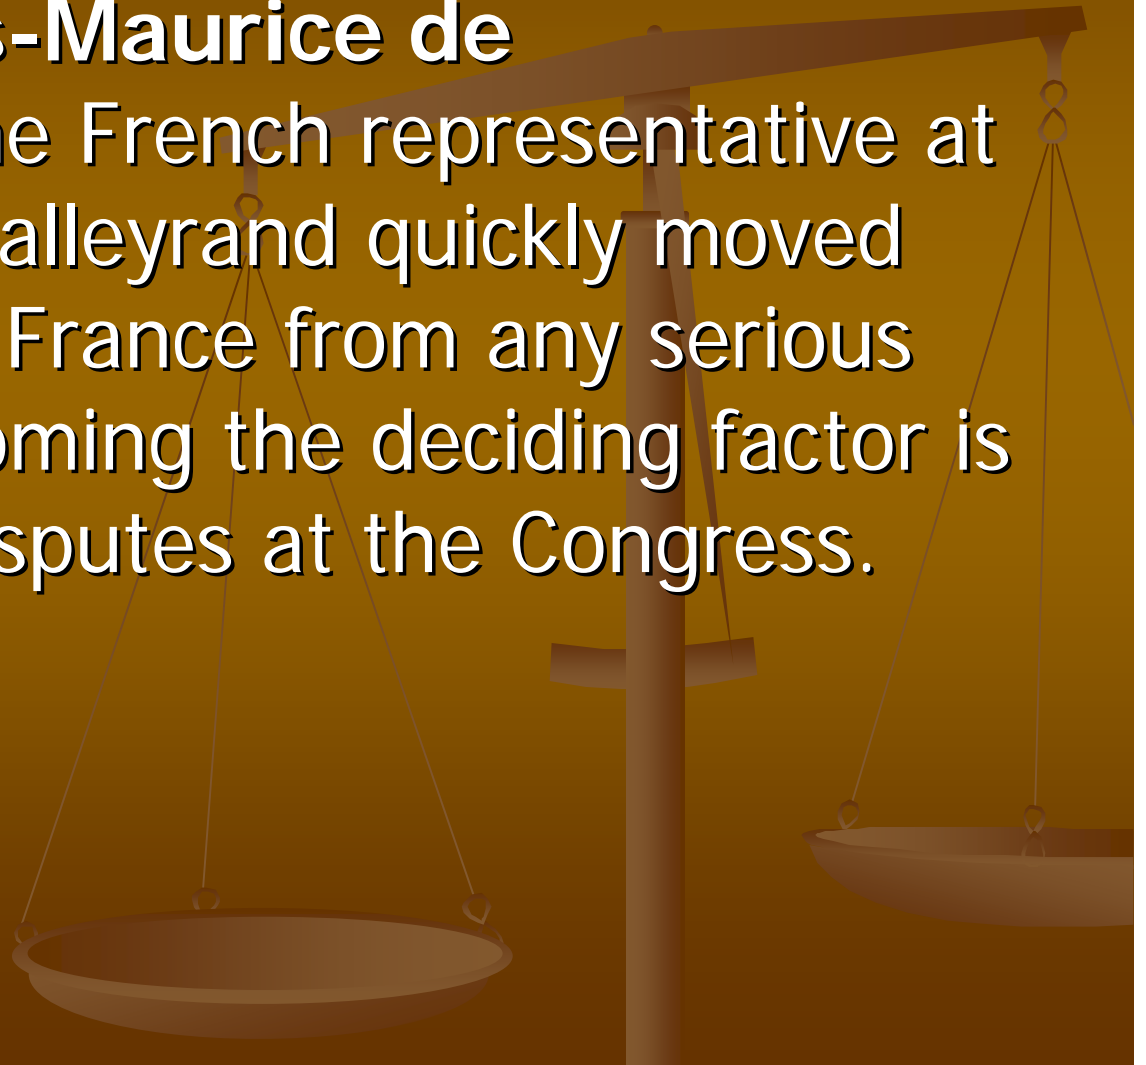 s-Maurice de
e French representative at
alleyrand quickly moved
France from any serious
oming the deciding factor is
sputes at the Congress.